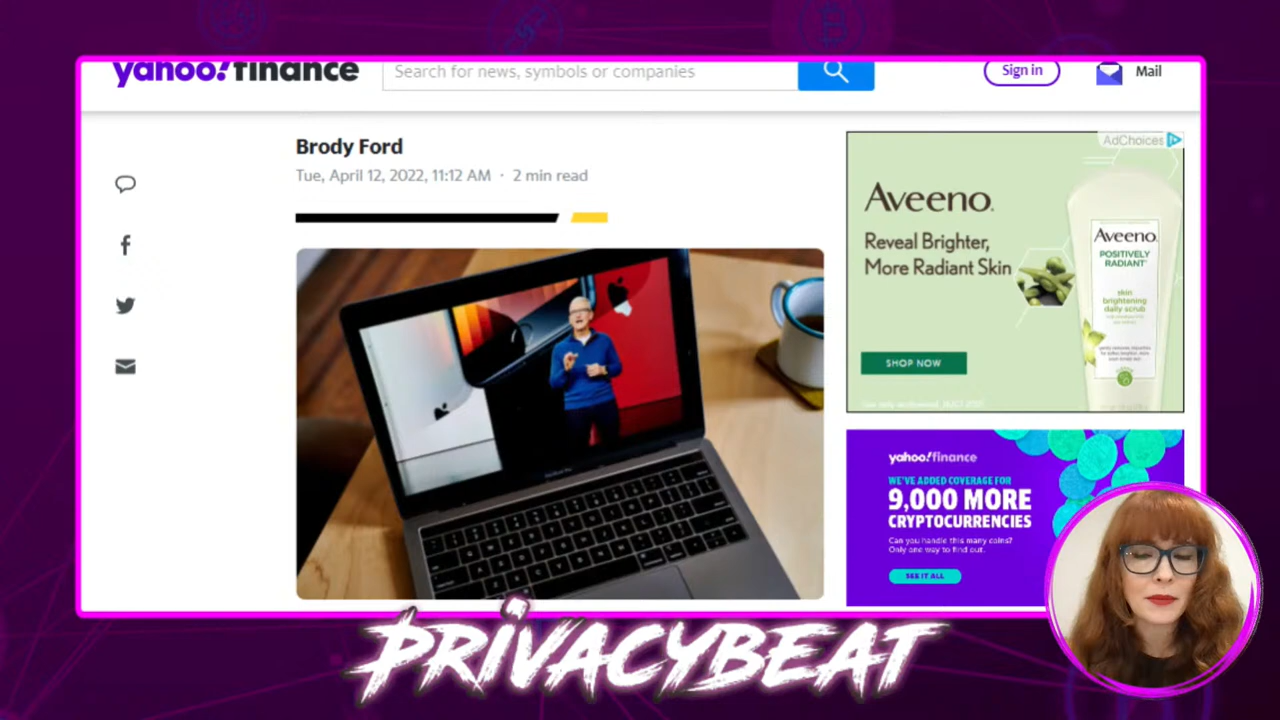 yahoo!finance
Search for news, symbols or companies
Sign in
Mail
Brody Ford
Tue, April 12, 2022, 11:12 AM · 2 min read
AdChoices
Aveeno.
Reveal Brighter,
More Radiant Skin
SHOP NOW
Aveeno.
POSITIVELY
RADIANT
skin
brightening
daily scrub
yahoo!finance
WE'VE ADDED COVERAGE FOR
9,000 MORE
CRYPTOCURRENCIES
Can you handle this many coins?
Only one way to find out.
SEE IT ALL
PRIVACYBEAT